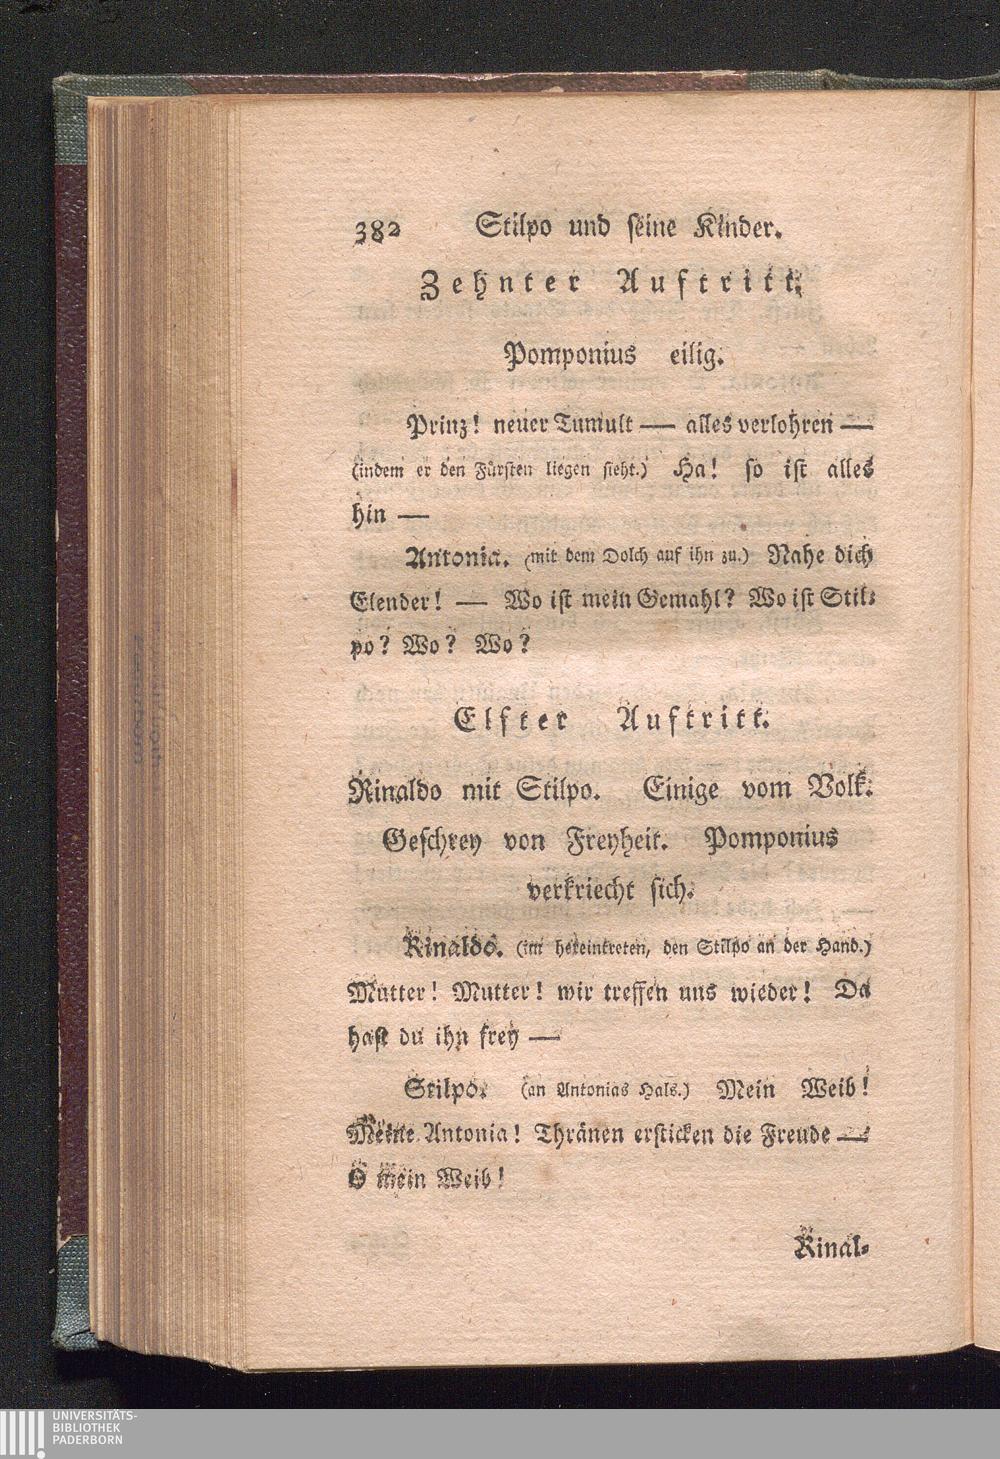 382 Stilpo und seine Kinder.
Zehnter Auftritt.
Pomponius eilig.
Prinz! neuer Tumult — alles verlohren —
(indem er den Fürsten liegen sieht.) Ha! so ist alles
hin —
Antonia. (mit dem Dolch auf ihn zu.) Nahe dich
Elender! — Wo ist mein Gemahl? Wo ist Stil-
po? Wo? Wo?
Elfter Auftritt.
Rinaldo mit Stilpo. Einige vom Volk.
Geschrey von Freyheit. Pomponius
verkriecht sich.
Rinaldo. (im hereintreten, den Stilpo an der Hand.)
Mutter! Mutter! wir treffen uns wieder! Da
hast du ihn frey —
Stilpo. (an Antonias Hals.) Mein Weib!
Meine Antonia! Thränen ersticken die Freude —
O mein Weib!
Rinal-
UNIVERSITÄTS-
BIBLIOTHEK
PADERBORN